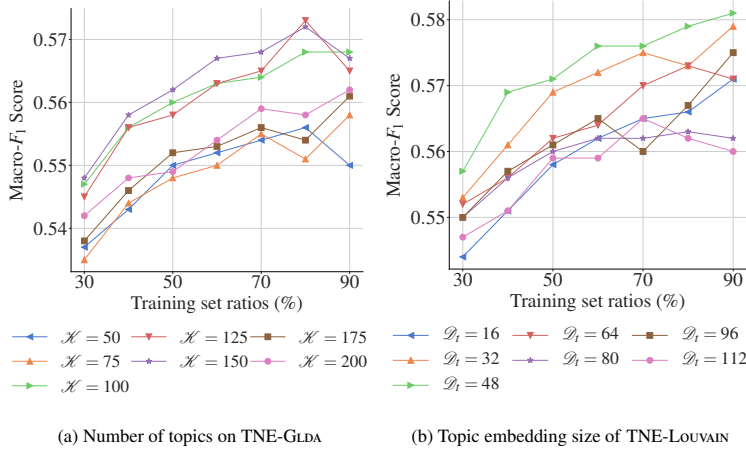 0.57
0.56
0.55
0.54
Macro-F₁ Score
30 50 70 90
Training set ratios (%)
𝒦 = 50 𝒦 = 125 𝒦 = 175
𝒦 = 75 𝒦 = 150 𝒦 = 200
𝒦 = 100
(a) Number of topics on TNE-GLDA
0.58
0.57
0.56
0.55
Macro-F₁ Score
30 50 70 90
Training set ratios (%)
𝒟ₜ = 16 𝒟ₜ = 64 𝒟ₜ = 96
𝒟ₜ = 32 𝒟ₜ = 80 𝒟ₜ = 112
𝒟ₜ = 48
(b) Topic embedding size of TNE-LOUVAIN